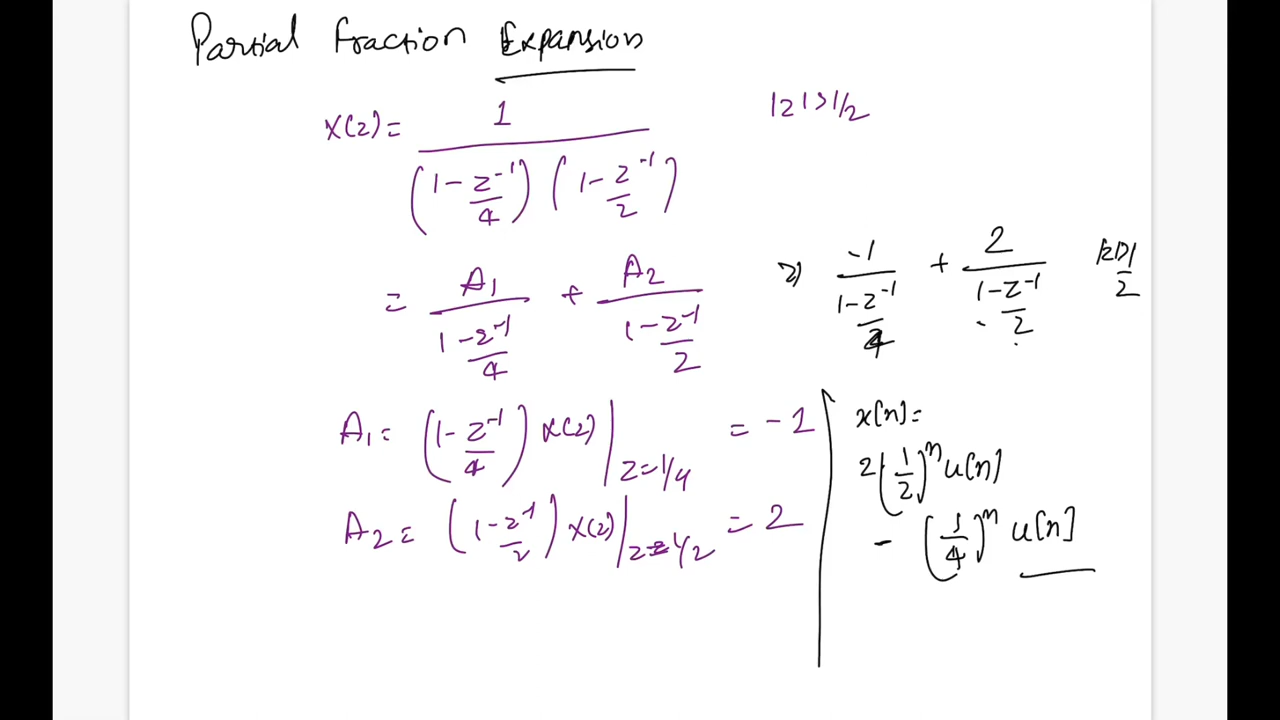 Partial Fraction Expansion
X(z) = 1 / ((1 - z^-1/4) (1 - z^-1/2))    |z| > 1/2
= A1 / (1 - z^-1/4) + A2 / (1 - z^-1/2)
⇒ -1 / (1 - z^-1/4) + 2 / (1 - z^-1/2)    |z| > 1/2
A1 = (1 - z^-1/4) X(z) | z = 1/4 = -1
A2 = (1 - z^-1/2) X(z) | z = 1/2 = 2
x[n] =
2 (1/2)^n u[n]
- (1/4)^n u[n]